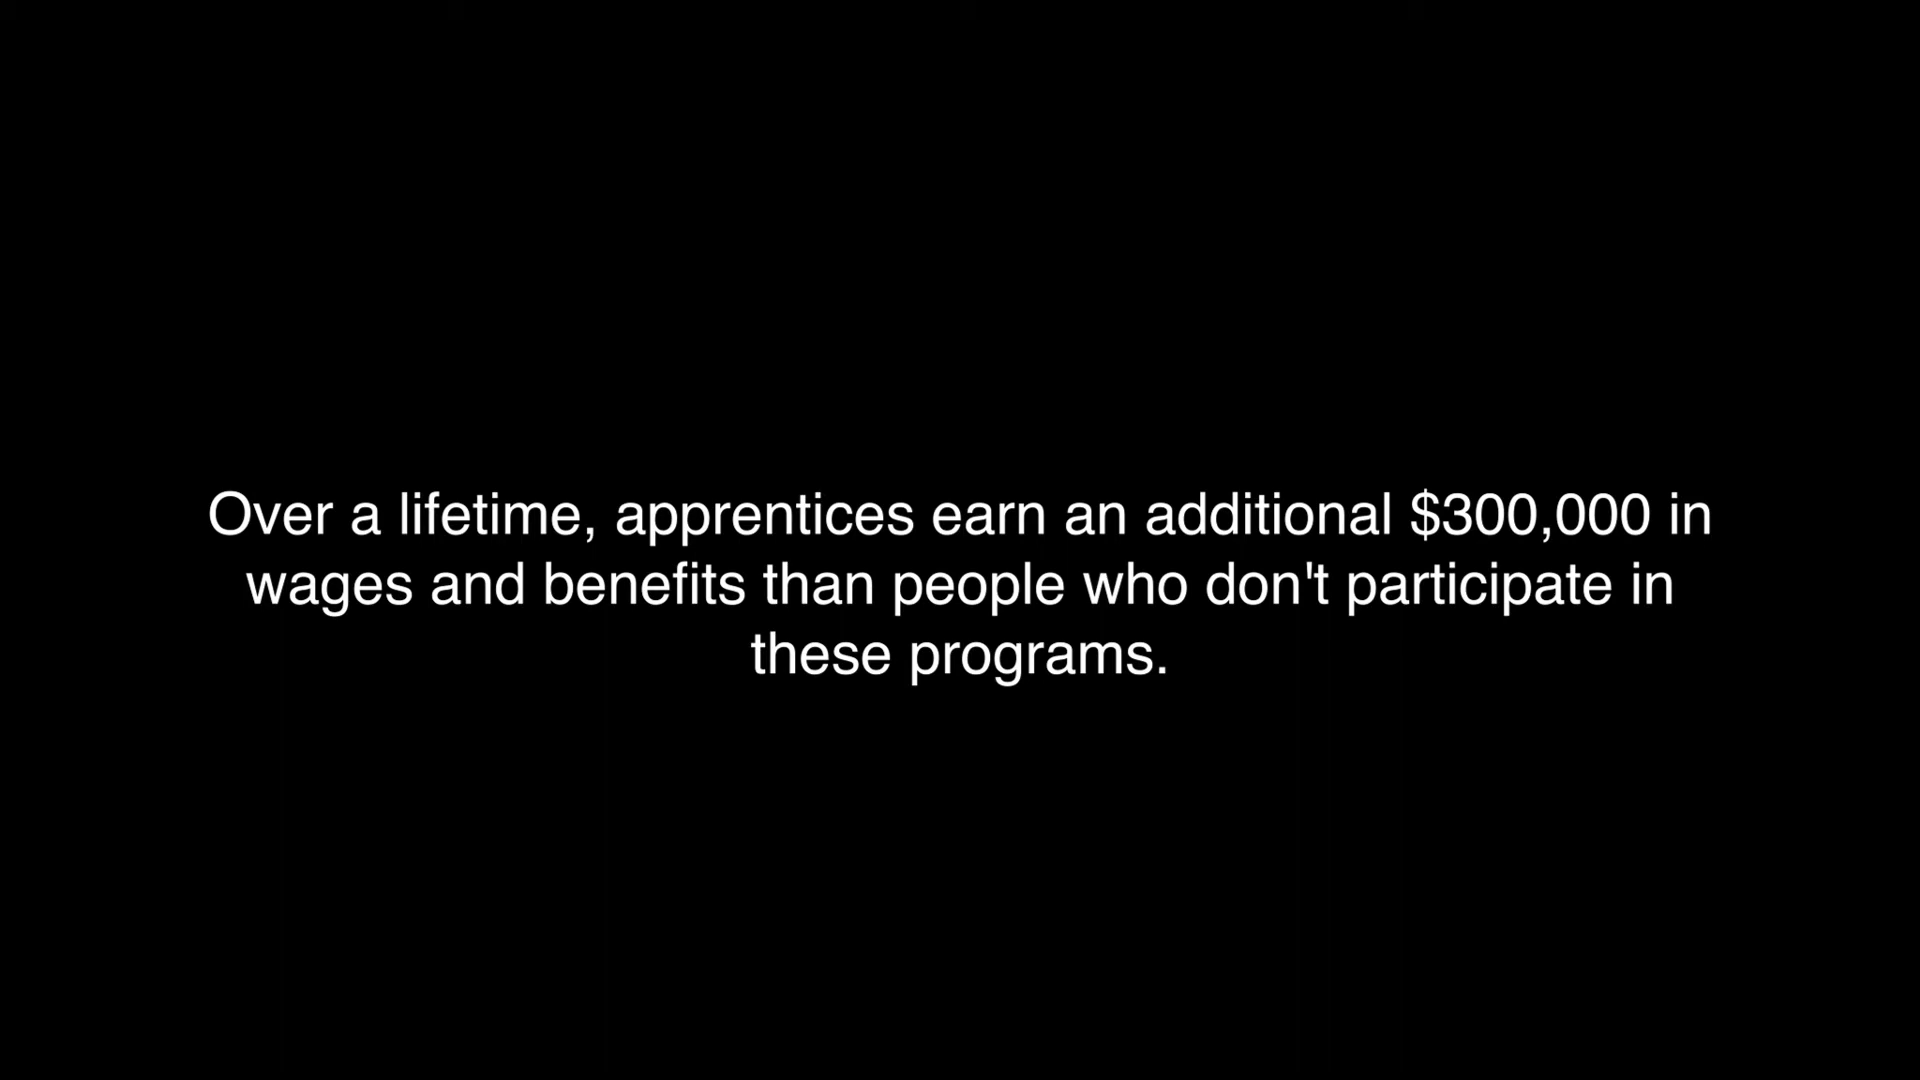 Over a lifetime, apprentices earn an additional $300,000 in
wages and benefits than people who don't participate in
these programs.